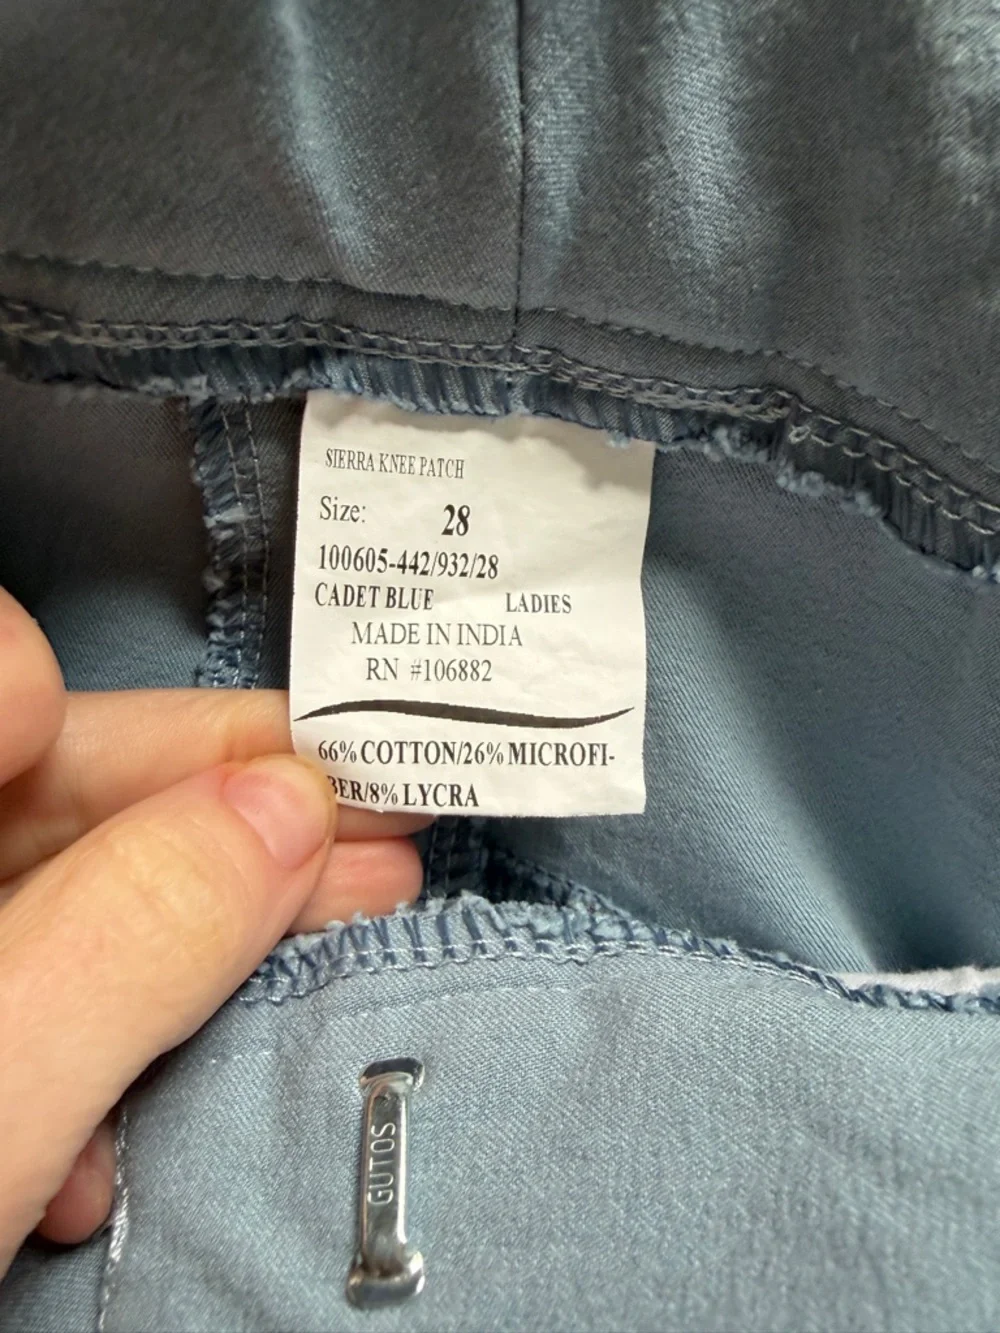 SIERRA KNEE PATCH
Size: 28
100605-442/932/28
CADET BLUE LADIES
MADE IN INDIA
RN #106882
66% COTTON/26% MICROFI-
BER/8% LYCRA
GUTOS